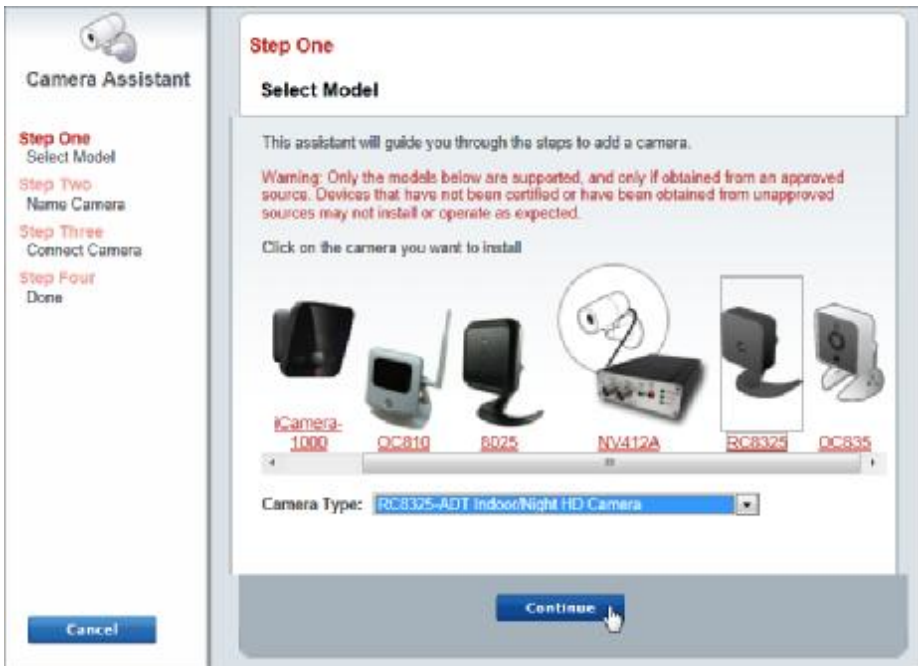 Camera Assistant
Step One
Select Model
Step Two
Name Camera
Step Three
Connect Camera
Step Four
Done
Cancel
Step One
Select Model
This assistant will guide you through the steps to add a camera.
Warning: Only the models below are supported, and only if obtained from an approved
source. Devices that have not been certified or have been obtained from unapproved
sources may not install or operate as expected.
Click on the camera you want to install
iCamera-
1000
OC810
8025
NV412A
RC8325
OC835
Camera Type: RC8325-ADT Indoor/Night HD Camera
Continue